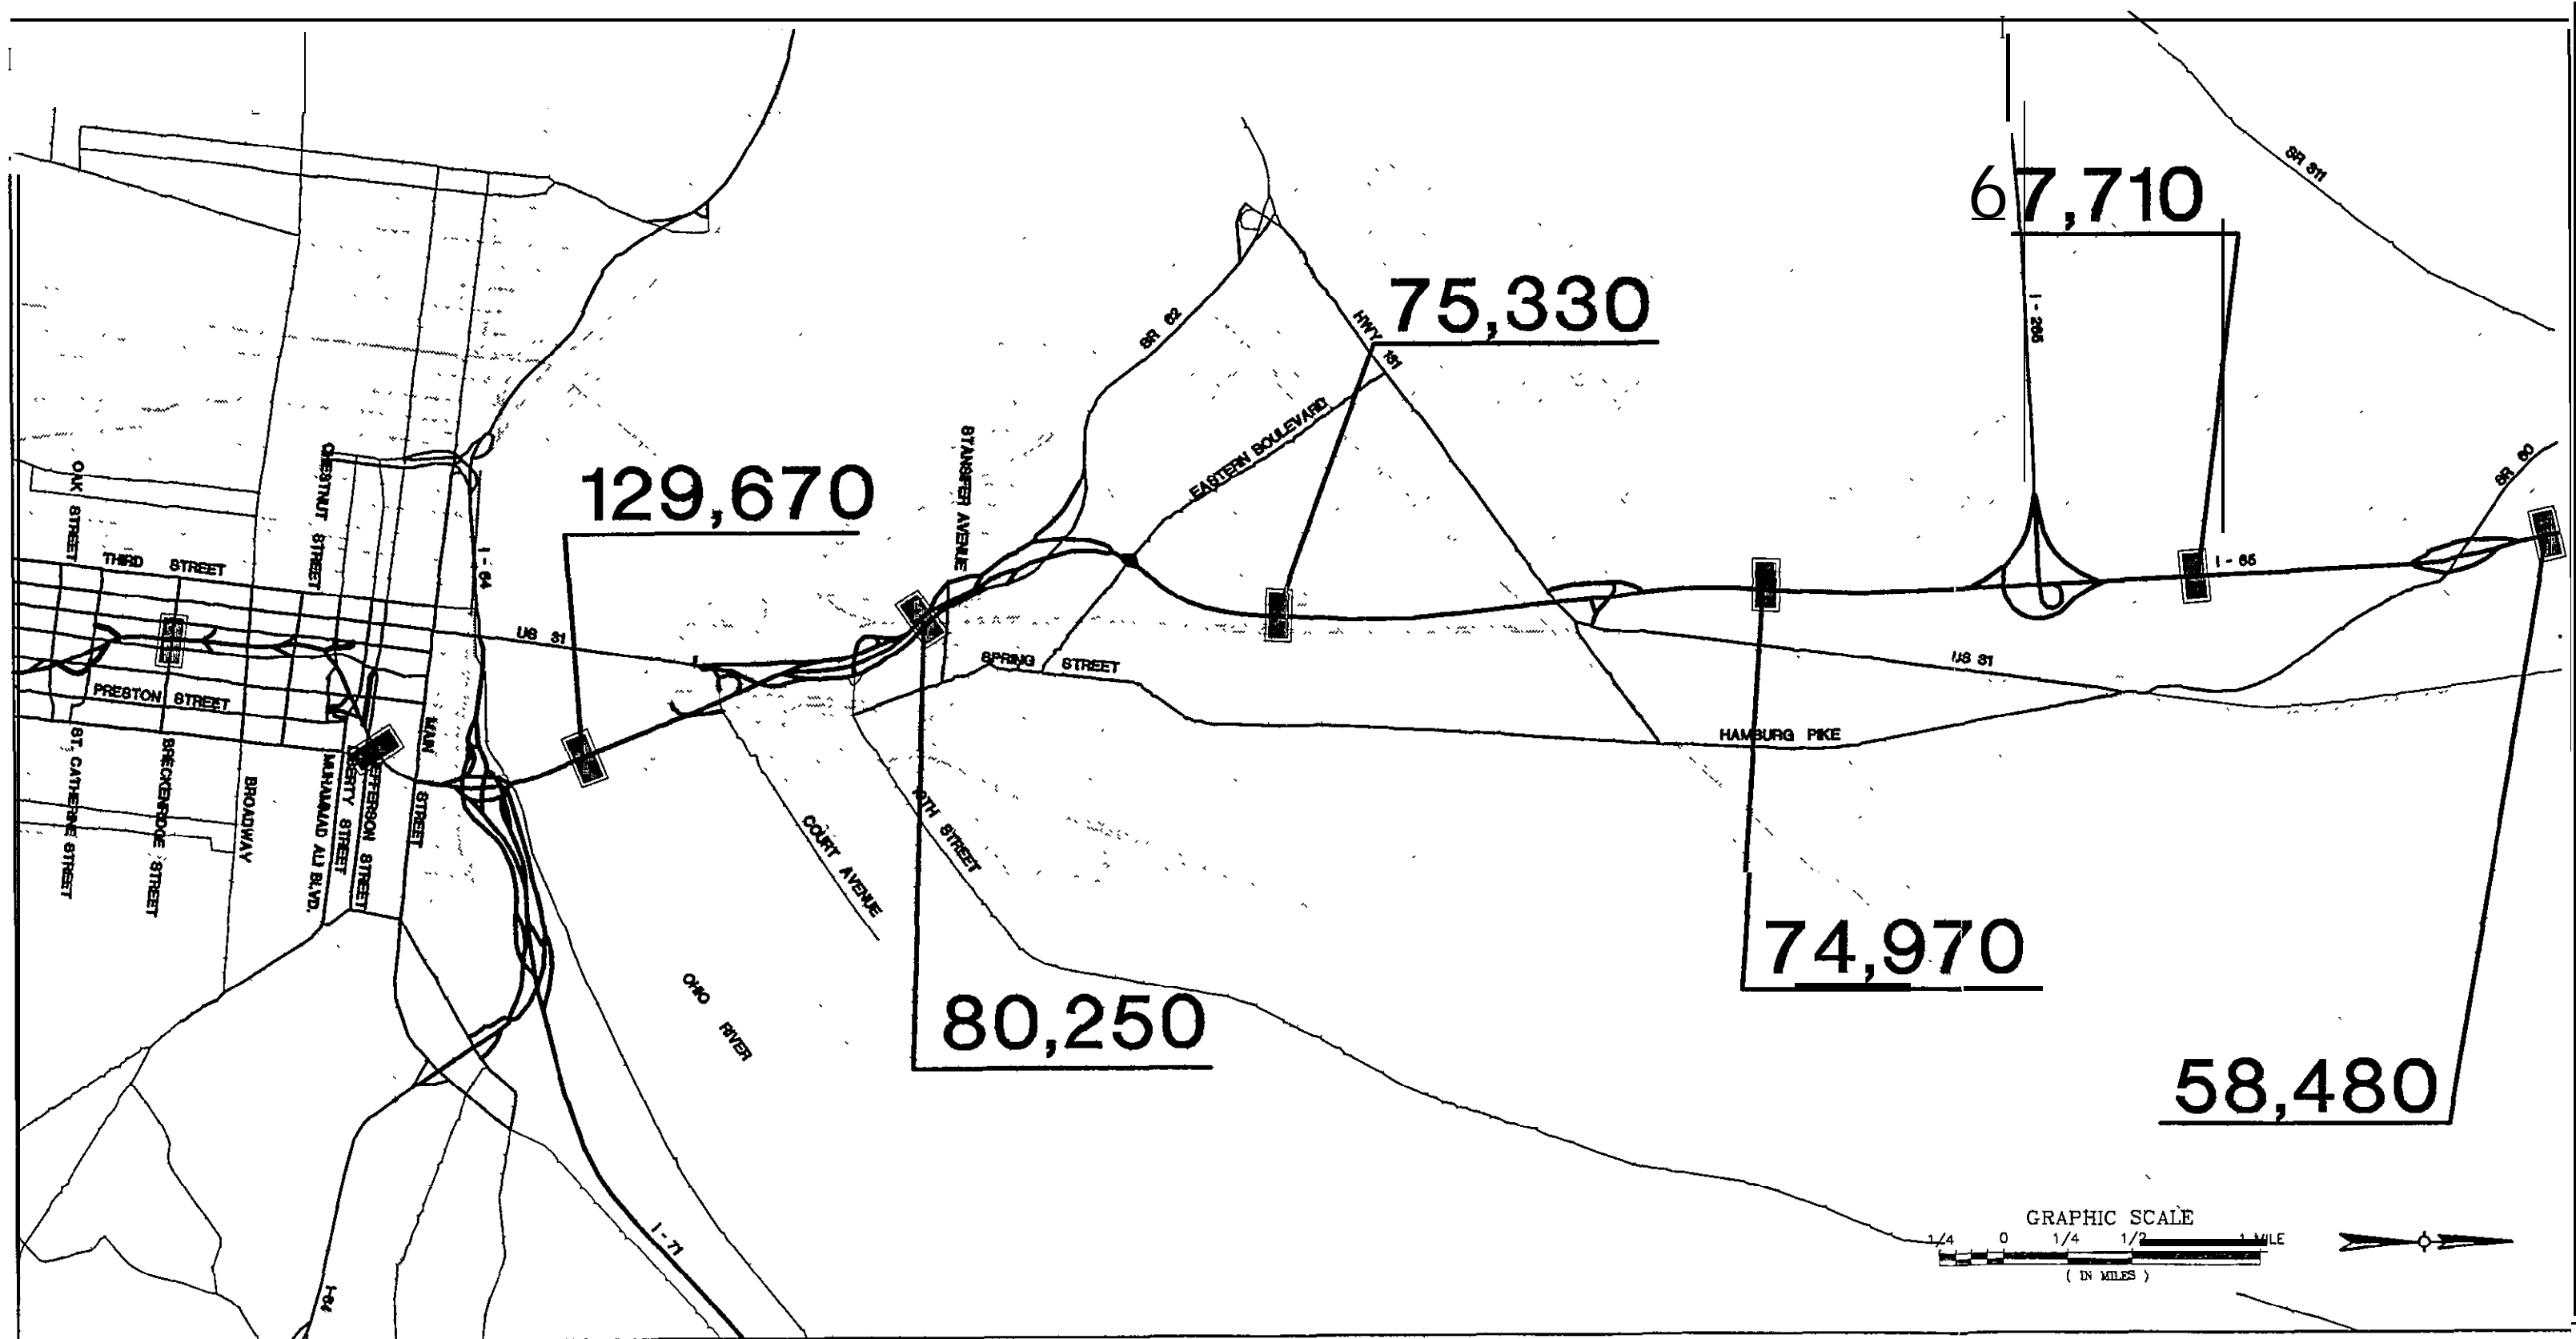 SR 311
67,710
75,330
SR 62
HWY 131
I - 265
EASTERN BOULEVARD
129,670
STANSIFER AVENUE
SR 60
OAK STREET
CHESTNUT STREET
THIRD STREET
I - 64
I - 65
US 31
SPRING STREET
US 31
PRESTON STREET
MAIN STREET
HAMBURG PIKE
ST. CATHERINE STREET
BRECKENRIDGE STREET
BROADWAY
MUHAMMAD ALI BLVD.
LIBERTY STREET
JEFFERSON STREET
10TH STREET
COURT AVENUE
74,970
OHIO RIVER
80,250
58,480
I - 71
I-64
GRAPHIC SCALE
1/4 0 1/4 1/2 1 MILE
( IN MILES )